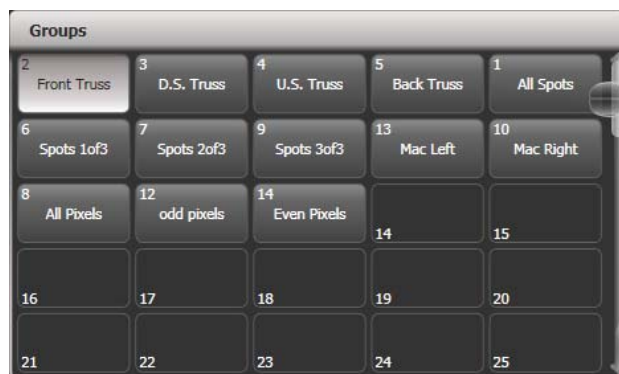 Groups
2 3 4 5 1
Front Truss D.S. Truss U.S. Truss Back Truss All Spots
6 7 9 13 10
Spots 1of3 Spots 2of3 Spots 3of3 Mac Left Mac Right
8 12 14
All Pixels odd pixels Even Pixels
14 15
16 17 18 19 20
21 22 23 24 25